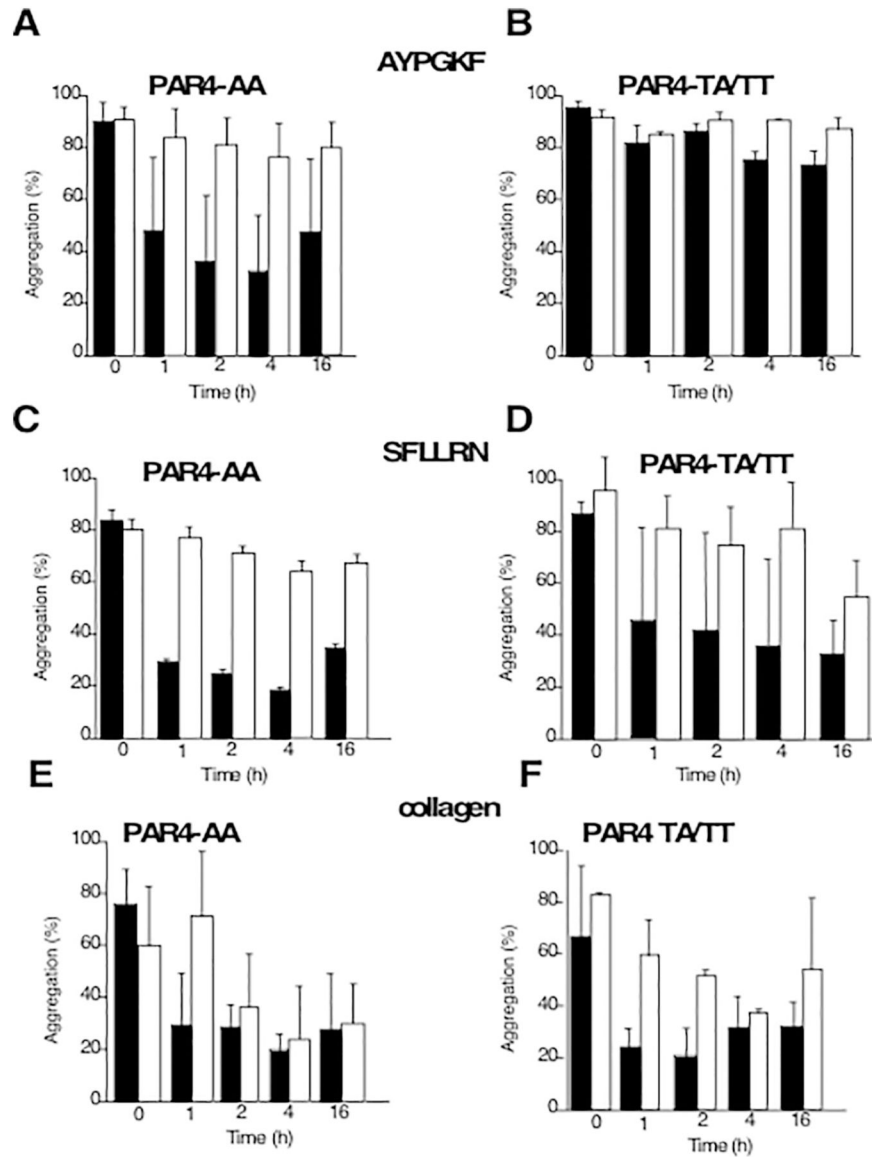 A
B
AYPGKF
PAR4-AA
PAR4-TA/TT
100
80
60
40
20
0
Aggregation (%)
0 1 2 4 16
Time (h)
100
80
60
40
20
0
Aggregation (%)
0 1 2 4 16
Time (h)
C
D
SFLLRN
PAR4-AA
PAR4-TA/TT
100
80
60
40
20
0
Aggregation (%)
0 1 2 4 16
Time (h)
100
80
60
40
20
0
Aggregation (%)
0 1 2 4 16
Time (h)
E
F
collagen
PAR4-AA
PAR4 TA/TT
100
80
60
40
20
0
Aggregation (%)
0 1 2 4 16
Time (h)
100
80
60
40
20
0
Aggregation (%)
0 1 2 4 16
Time (h)